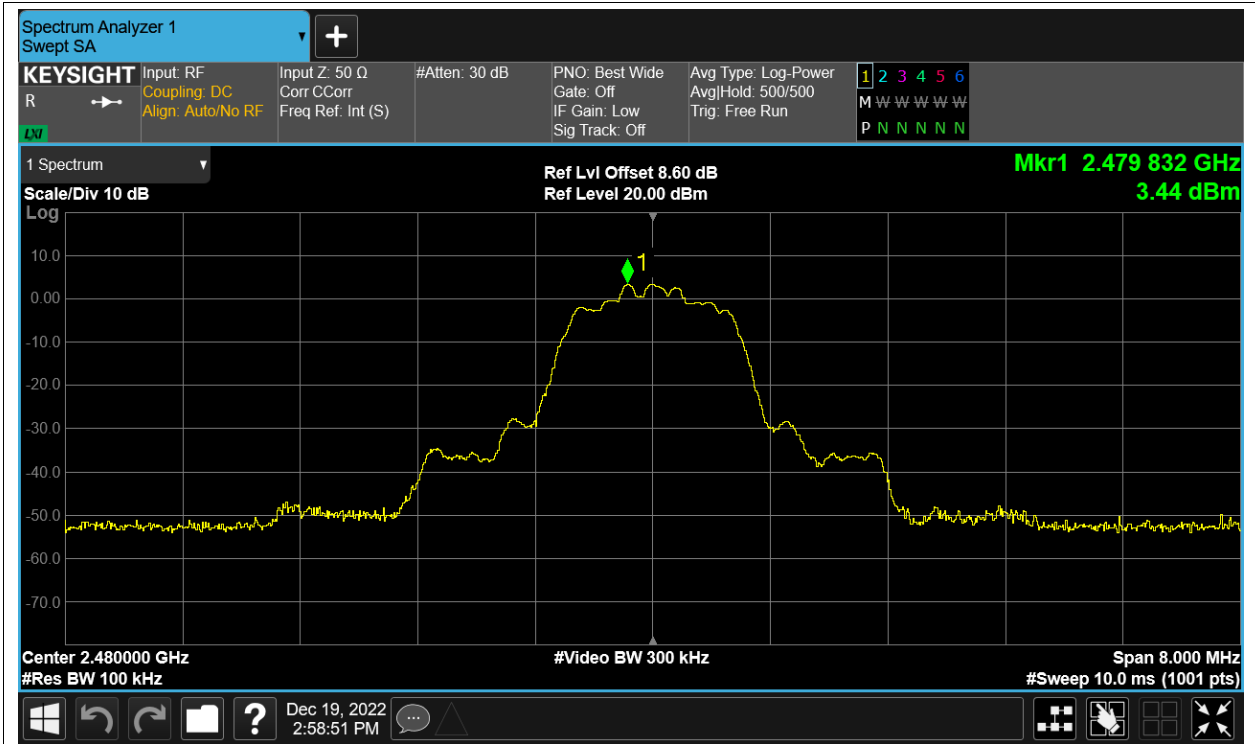 Spectrum Analyzer 1
Swept SA
KEYSIGHT
R
LXI
Input: RF
Coupling: DC
Align: Auto/No RF
Input Z: 50 Ω
Corr CCorr
Freq Ref: Int (S)
#Atten: 30 dB
PNO: Best Wide
Gate: Off
IF Gain: Low
Sig Track: Off
Avg Type: Log-Power
Avg|Hold: 500/500
Trig: Free Run
1 2 3 4 5 6
M W W W W W W
P N N N N N
1 Spectrum
Scale/Div 10 dB
Log
Ref Lvl Offset 8.60 dB
Ref Level 20.00 dBm
Mkr1 2.479 832 GHz
3.44 dBm
1
10.0
0.00
-10.0
-20.0
-30.0
-40.0
-50.0
-60.0
-70.0
Center 2.480000 GHz
#Res BW 100 kHz
#Video BW 300 kHz
Span 8.000 MHz
#Sweep 10.0 ms (1001 pts)
?
Dec 19, 2022
2:58:51 PM